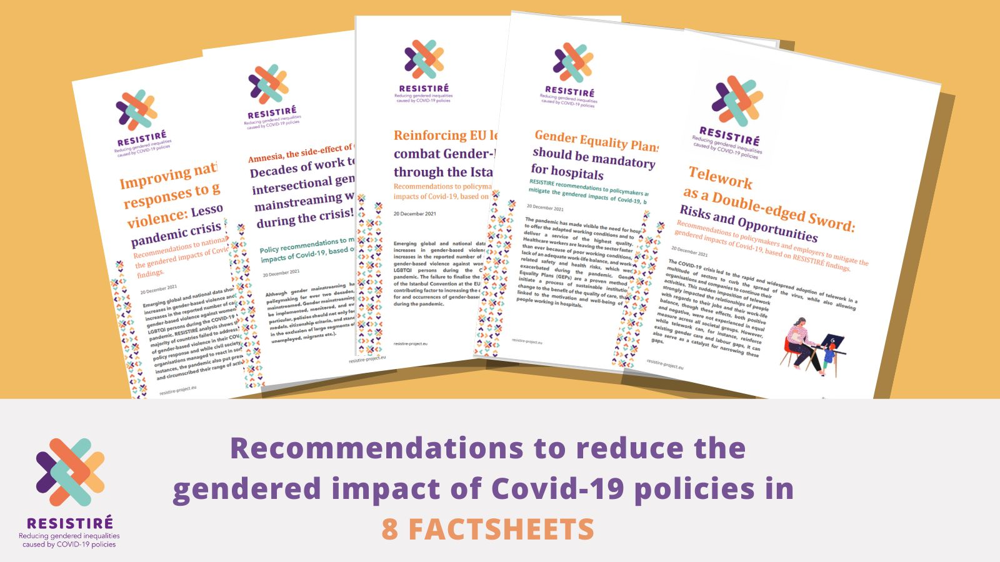 RESISTIRÉ
Reducing gendered inequalities
caused by COVID-19 policies
Improving nati
responses to g
violence: Lesso
pandemic crisis
Recommendations to national
the gendered impacts of Covid
findings.
20 December 2021
Emerging global and national data show
increases in gender-based violence and
increases in the reported number of cas
gender-based violence against women
LGBTQI persons during the COVID-19
pandemic. RESISTIRÉ analysis shows th
majority of countries failed to address
of gender-based violence in their COV
policy response and while civil society
organisations managed to react in som
instances, the pandemic also put pres
and circumscribed their range of activ
resistire-project.eu
RESISTIRÉ
Reducing gendered inequalities
caused by COVID-19 policies
Amnesia, the side-effect of
Decades of work to
intersectional gen
mainstreaming w
during the crisis!
Policy recommendations to m
impacts of Covid-19, based o
20 December 2021
Although gender mainstreaming ha
policymaking for over two decades,
mainstreamed. Gender mainstreaming
be implemented, monitored, and ev
particular, policies should not only foc
models, citizenship criteria, and stand
in the exclusion of large segments of
unemployed, migrants etc.).
resistire-project.eu
RESISTIRÉ
Reducing gendered inequalities
caused by COVID-19 policies
Reinforcing EU le
combat Gender-
through the Ista
Recommendations to policyma
impacts of Covid-19, based on
20 December 2021
Emerging global and national data
increases in gender-based violen
increases in the reported number of
gender-based violence against wom
LGBTQI persons during the C
pandemic. The failure to finalise the
of the Istanbul Convention at the EU
contributing factor to increasing the
for and occurrences of gender-base
during the pandemic.
resistire-project.eu
RESISTIRÉ
Reducing gendered inequalities
caused by COVID-19 policies
Gender Equality Plans
should be mandatory
for hospitals
RESISTIRE recommendations to policymakers a
mitigate the gendered impacts of Covid-19, b
20 December 2021
The pandemic has made visible the need for hosp
to offer the adapted working conditions and to
deliver a service of the highest quality.
Healthcare workers are leaving the sector faster
than ever because of poor working conditions,
lack of an adequate work-life balance, and work-
related safety and health risks, which wer
exacerbated during the pandemic. Gend
Equality Plans (GEPs) are a proven method
initiate a process of sustainable institutio
change to the benefit of the quality of care, tha
linked to the motivation and well-being of
people working in hospitals.
resistire-project.eu
RESISTIRÉ
Reducing gendered inequalities
caused by COVID-19 policies
Telework
as a Double-edged Sword:
Risks and Opportunities
Recommendations to policymakers and employers to mitigate the
gendered impacts of Covid-19, based on RESISTIRÉ findings.
20 December 2021
The COVID-19 crisis led to the rapid and widespread adoption of telework in a
multitude of sectors to curb the spread of the virus, while also allowing
organisations and companies to continue their
activities. This sudden imposition of telework
strongly impacted the relationships of people
with regards to their jobs and their work-life
balance, though these effects, both positive
and negative, were not experienced in equal
measure across all societal groups. However,
while telework can, for instance, reinforce
existing gender care and labour gaps, it can
also serve as a catalyst for narrowing these
gaps.
resistire-project.eu
RESISTIRÉ
Reducing gendered inequalities
caused by COVID-19 policies
Recommendations to reduce the
gendered impact of Covid-19 policies in
8 FACTSHEETS